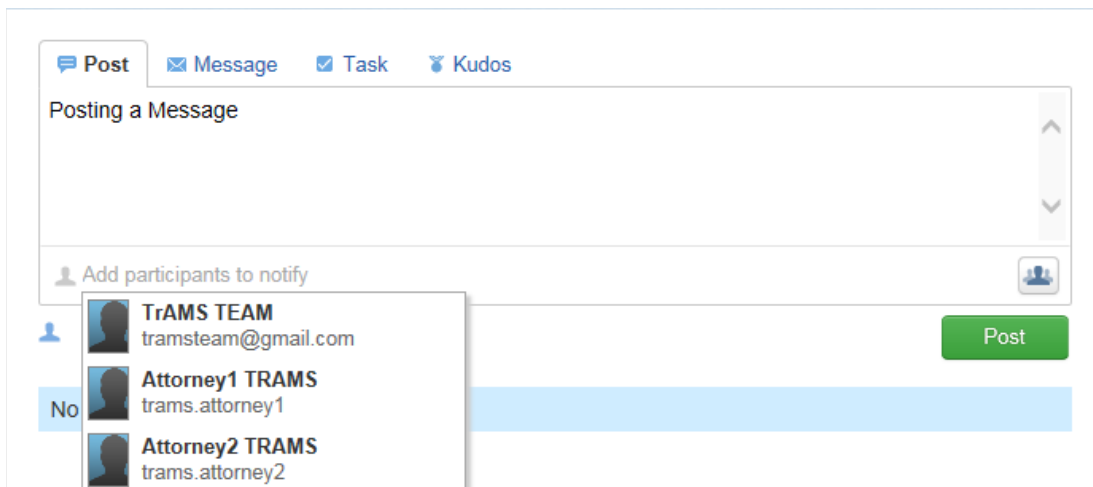 Post Message Task Kudos
Posting a Message
Add participants to notify
TrAMS TEAM
tramsteam@gmail.com
Post
Attorney1 TRAMS
No
trams.attorney1
Attorney2 TRAMS
trams.attorney2